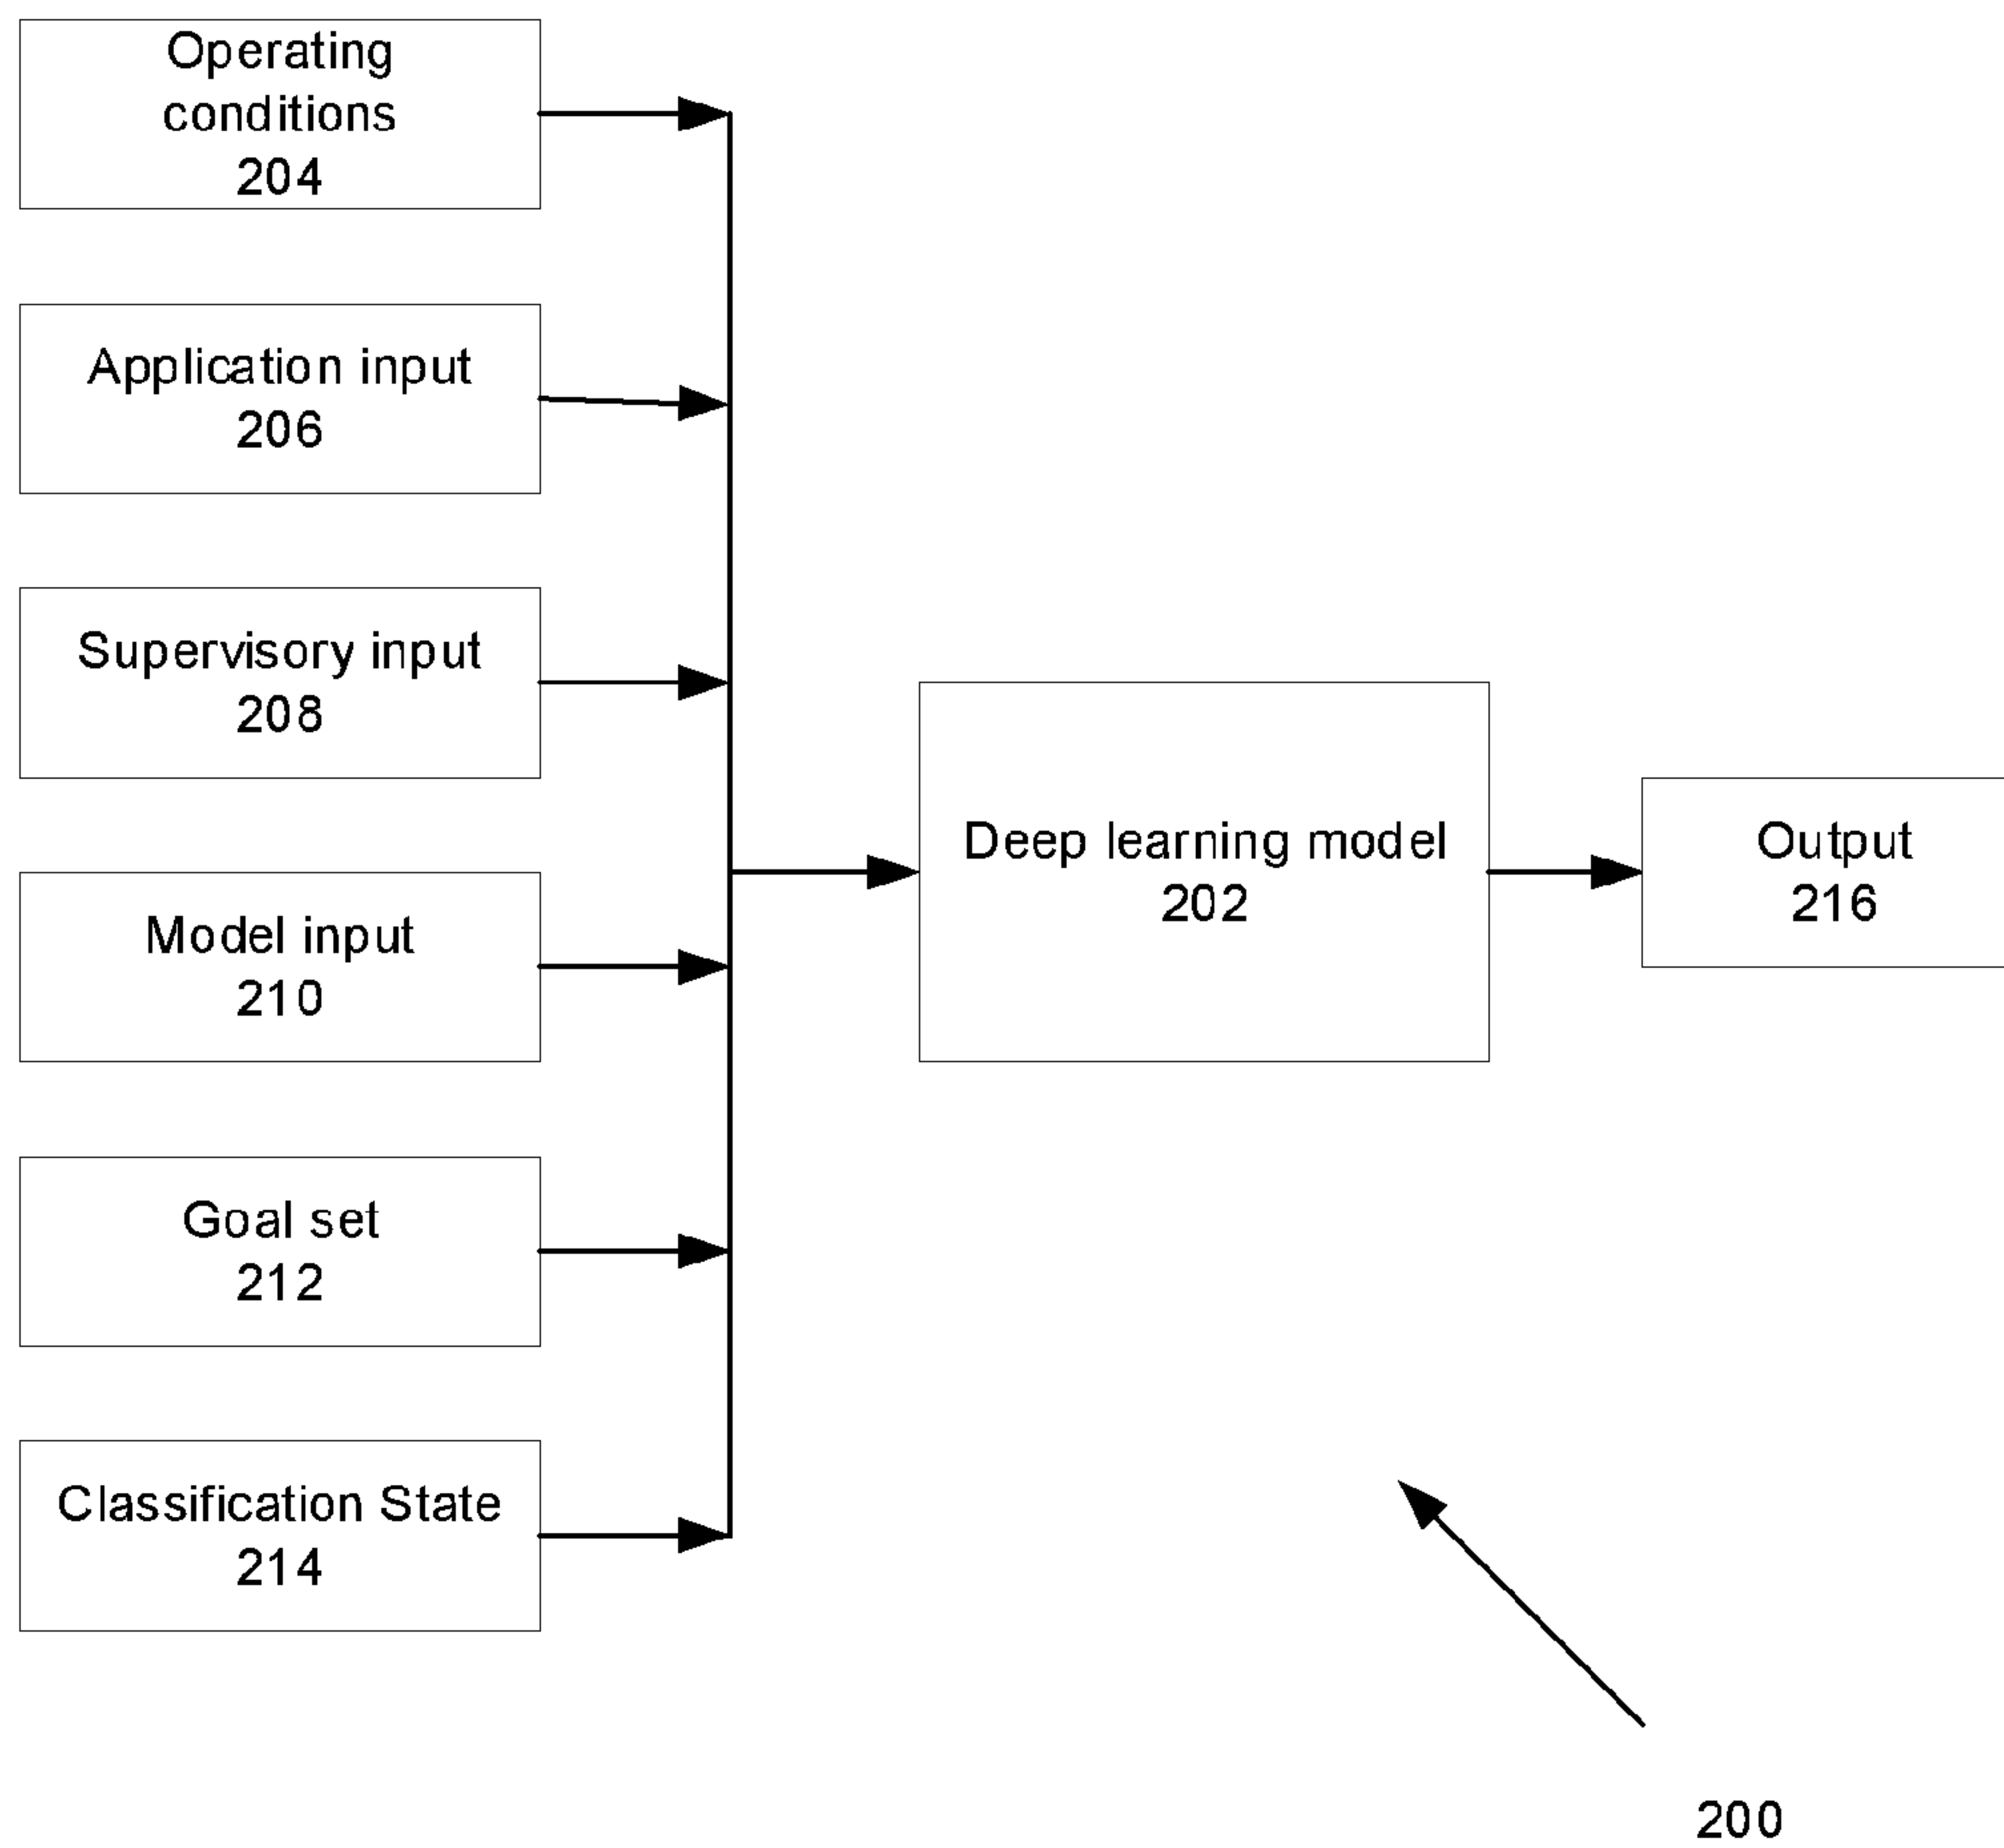 Operating
conditions
204
Application input
206
Supervisory input
208
Model input
210
Goal set
212
Classification State
214
Deep learning model
202
Output
216
200